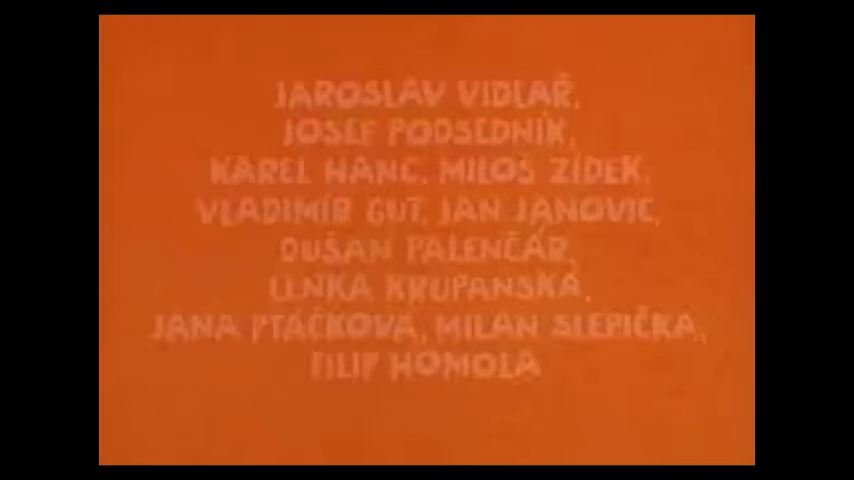 JAROSLAV VIDLAŘ,
JOSEF PODSEDNÍK,
KAREL HANC, MILOŠ ZÍDEK,
VLADIMÍR GUT, JAN JANOVIC,
DUŠAN PALENČÁR,
LENKA KRUPANSKÁ,
JANA PTÁČKOVÁ, MILAN SLEPIČKA,
FILIP HOMOLA